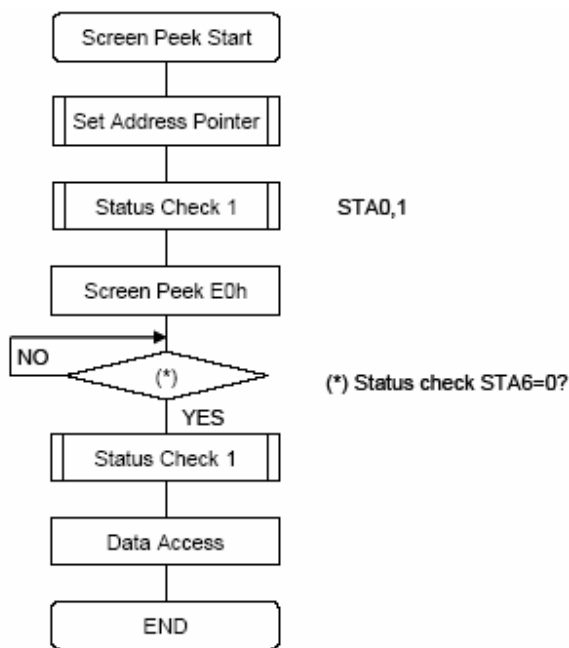 Screen Peek Start
Set Address Pointer
Status Check 1
STA0,1
Screen Peek E0h
NO
(*)
(*) Status check STA6=0?
YES
Status Check 1
Data Access
END